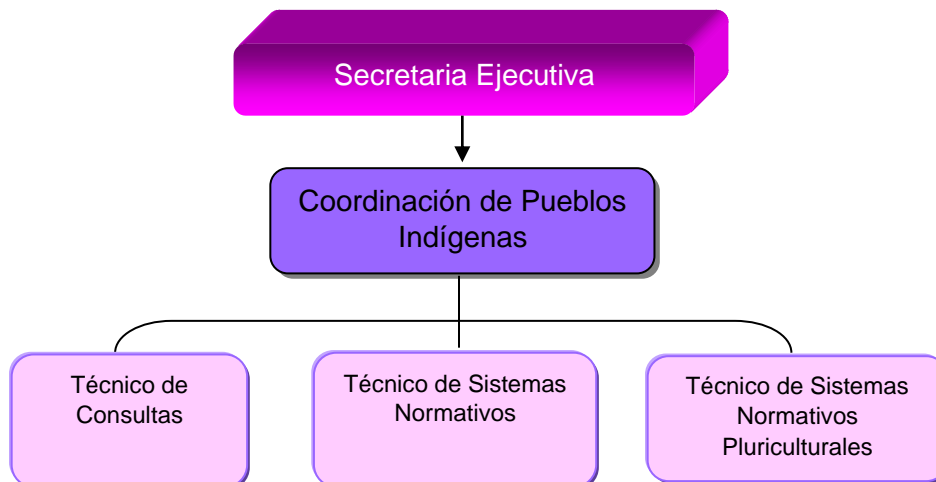 Secretaria Ejecutiva
Coordinación de Pueblos
Indígenas
Técnico de
Consultas
Técnico de Sistemas
Normativos
Técnico de Sistemas
Normativos
Pluriculturales